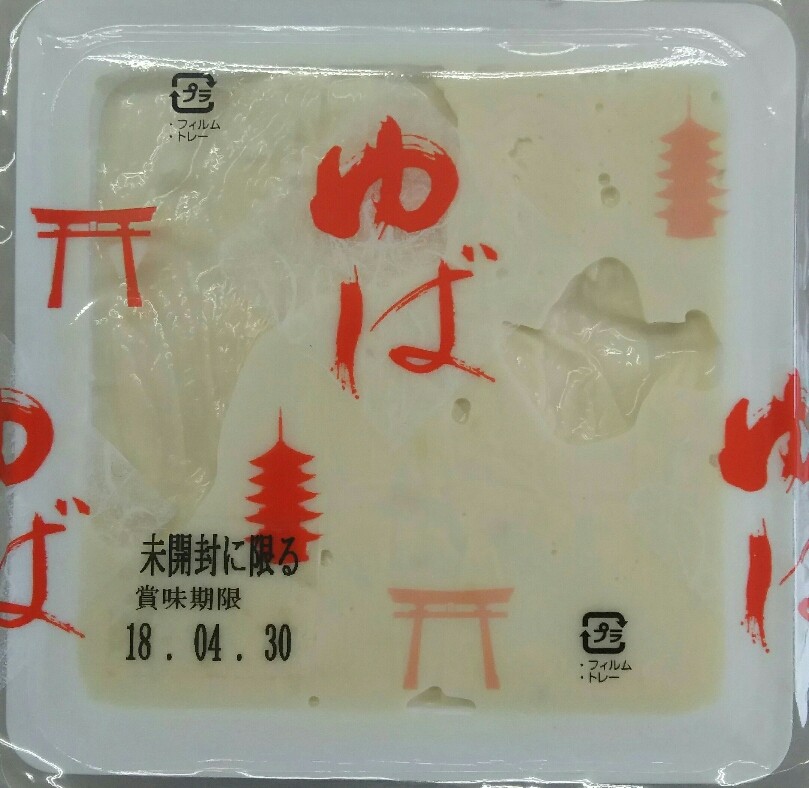 プラ
・フィルム
・トレー
ゆば
ゆば
ゆば
未開封に限る
賞味期限
18 . 04 . 30
プラ
・フィルム
・トレー